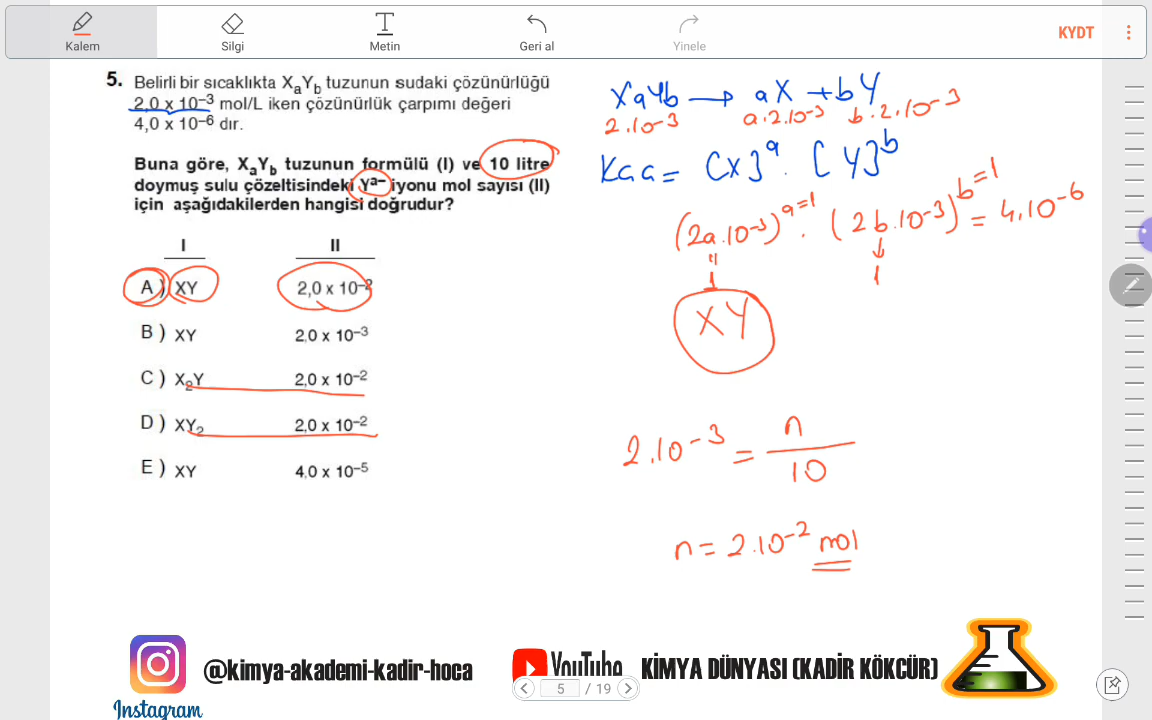 Kalem Silgi Metin Geri al Yinele KYDT
5. Belirli bir sıcaklıkta XaYb tuzunun sudaki çözünürlüğü
2,0 x 10⁻³ mol/L iken çözünürlük çarpımı değeri
4,0 x 10⁻⁶ dır.
Buna göre, XaYb tuzunun formülü (I) ve 10 litre
doymuş sulu çözeltisindeki Yᵃ⁻ iyonu mol sayısı (II)
için aşağıdakilerden hangisi doğrudur?
I II
A ) XY 2,0 x 10⁻²
B ) XY 2,0 x 10⁻³
C ) X₂Y 2,0 x 10⁻²
D ) XY₂ 2,0 x 10⁻²
E ) XY 4,0 x 10⁻⁵
XaYb → aX + bY
2.10⁻³ a.2.10⁻³ b.2.10⁻³
Kçç = [X]ᵃ . [Y]ᵇ
(2a.10⁻³)ᵃ⁼¹ . (2b.10⁻³)ᵇ⁼¹ = 4.10⁻⁶
" ↓
1 1
XY
2.10⁻³ = n
10
n = 2.10⁻² mol
@kimya-akademi-kadir-hoca
Instagram
YouTube KİMYA DÜNYASI (KADİR KÖKCÜR)
5 / 19